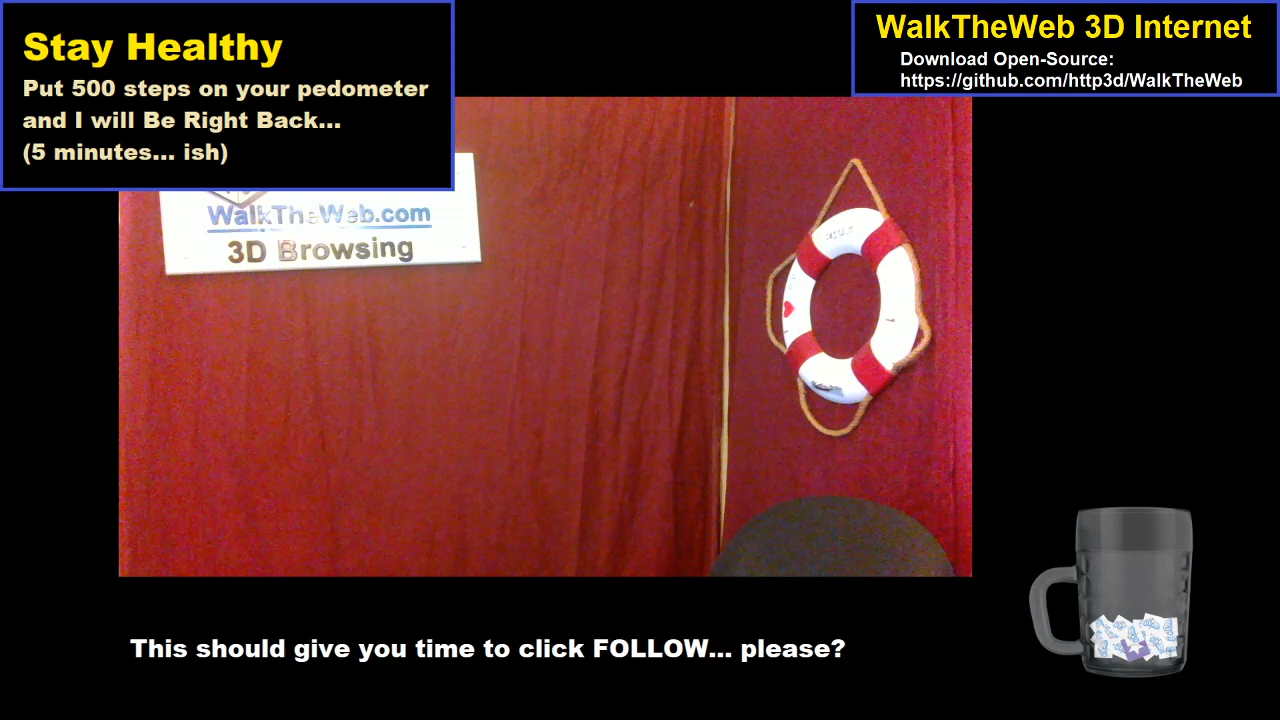 Stay Healthy
Put 500 steps on your pedometer
and I will Be Right Back...
(5 minutes... ish)
WalkTheWeb 3D Internet
Download Open-Source:
https://github.com/http3d/WalkTheWeb
WalkTheWeb.com
3D Browsing
This should give you time to click FOLLOW... please?